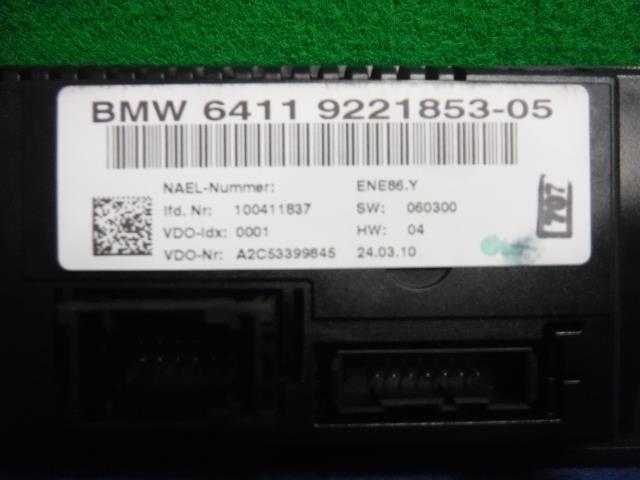 BMW 6411 9221853-05
NAEL-Nummer: ENE86.Y
lfd. Nr: 100411837 SW: 060300
VDO-Idx: 0001 HW: 04
VDO-Nr: A2C53399845 24.03.10
707